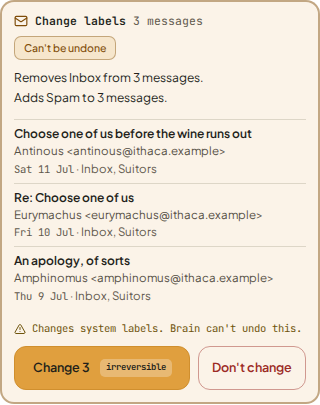 Change labels 3 messages
Can't be undone
Removes Inbox from 3 messages.
Adds Spam to 3 messages.
Choose one of us before the wine runs out
Antinous <antinous@ithaca.example>
Sat 11 Jul · Inbox, Suitors
Re: Choose one of us
Eurymachus <eurymachus@ithaca.example>
Fri 10 Jul · Inbox, Suitors
An apology, of sorts
Amphinomus <amphinomus@ithaca.example>
Thu 9 Jul · Inbox, Suitors
Changes system labels. Brain can't undo this.
Change 3 irreversible
Don't change